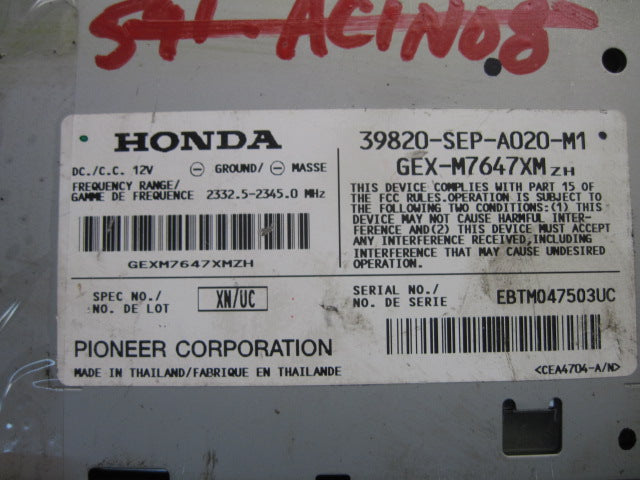 S41- ACIN08
HONDA
39820-SEP-A020-M1
GEX-M7647XM ZH
DC./C.C. 12V ⊖ GROUND/ ⊖ MASSE
FREQUENCY RANGE/
GAMME DE FREQUENCE 2332.5-2345.0 MHz
GEXM7647XMZH
THIS DEVICE COMPLIES WITH PART 15 OF
THE FCC RULES.OPERATION IS SUBJECT TO
THE FOLLOWING TWO CONDITIONS:(1) THIS
DEVICE MAY NOT CAUSE HARMFUL INTER-
FERENCE AND(2) THIS DEVICE MUST ACCEPT
ANY INTERFERENCE RECEIVED,INCLUDING
INTERFERENCE THAT MAY CAUSE UNDESIRED
OPERATION.
SPEC NO./
NO. DE LOT
XN/UC
SERIAL NO./
NO. DE SERIE
EBTM047503UC
PIONEER CORPORATION
MADE IN THAILAND/FABRIQUE EN THAILANDE
<CEA4704-A/N>